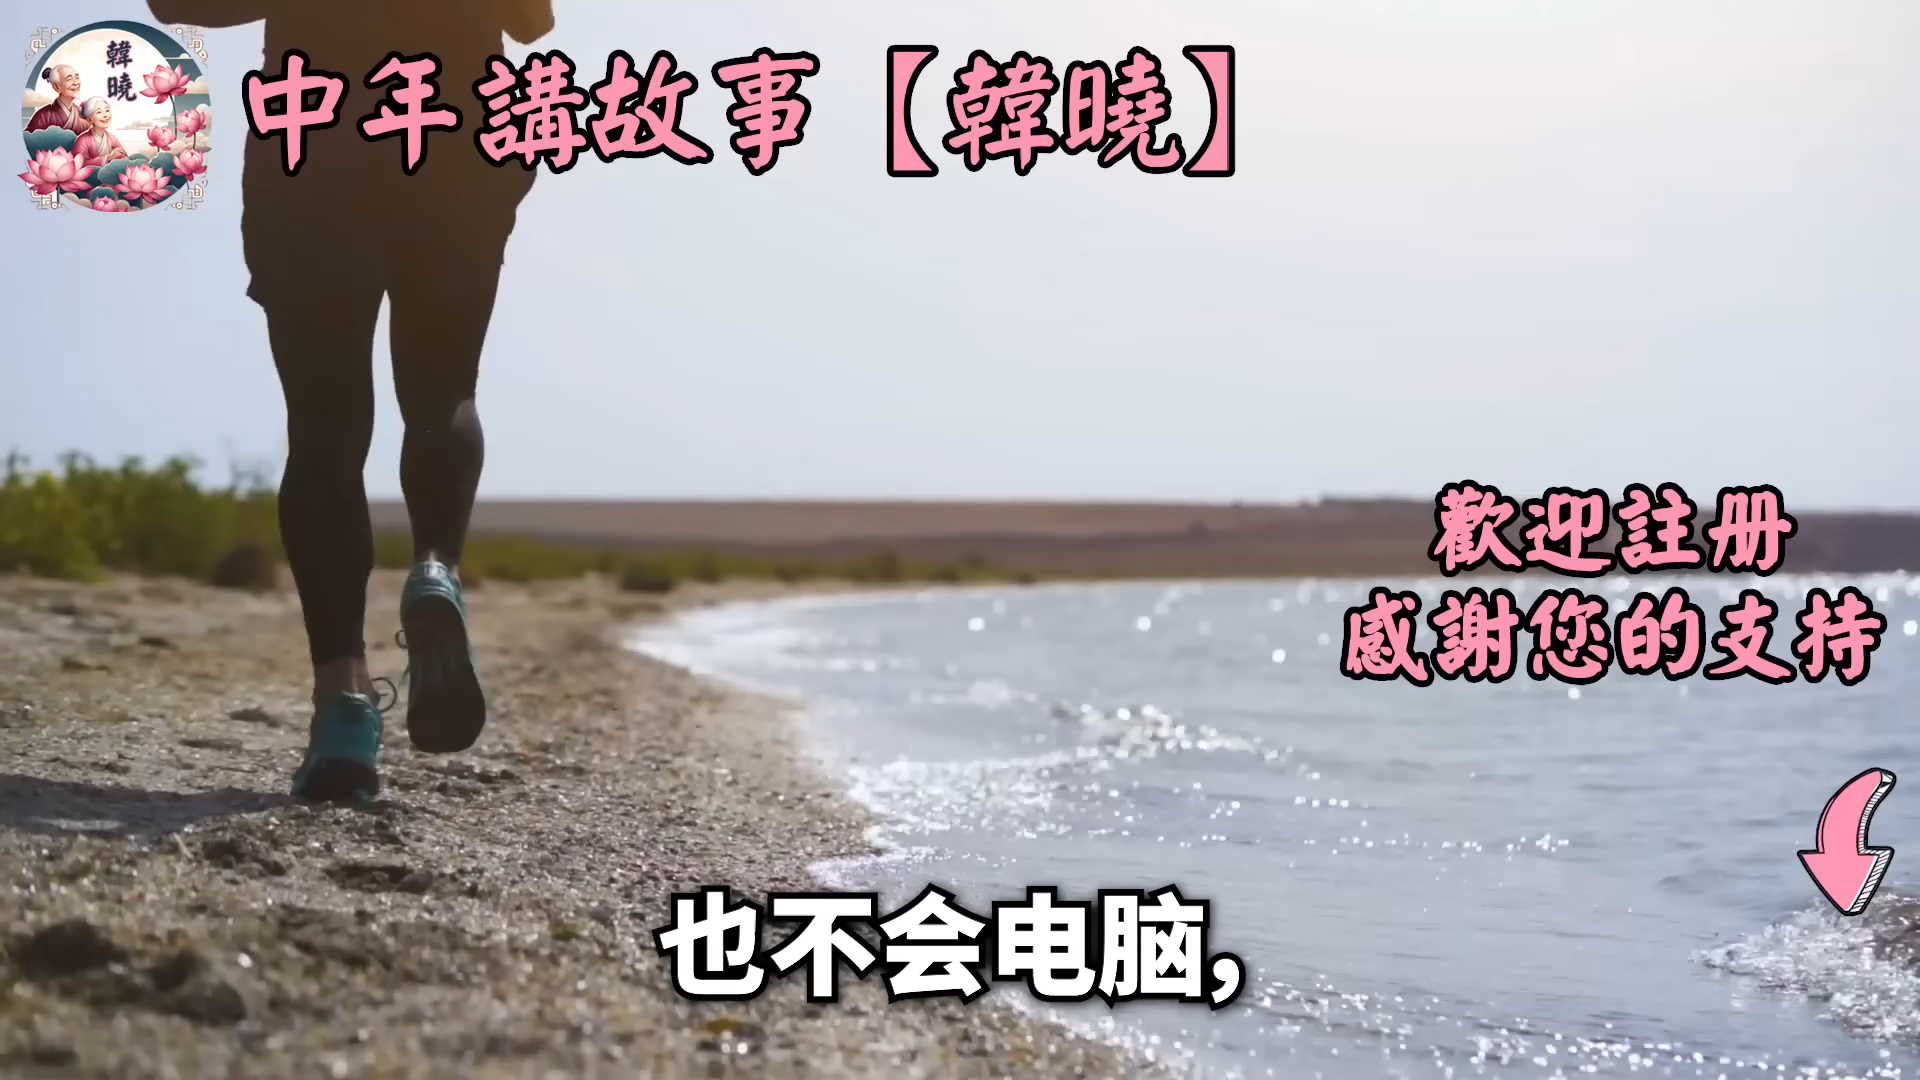 韓曉
中年講故事【韓曉】
歡迎註册
感謝您的支持
也不会电脑,